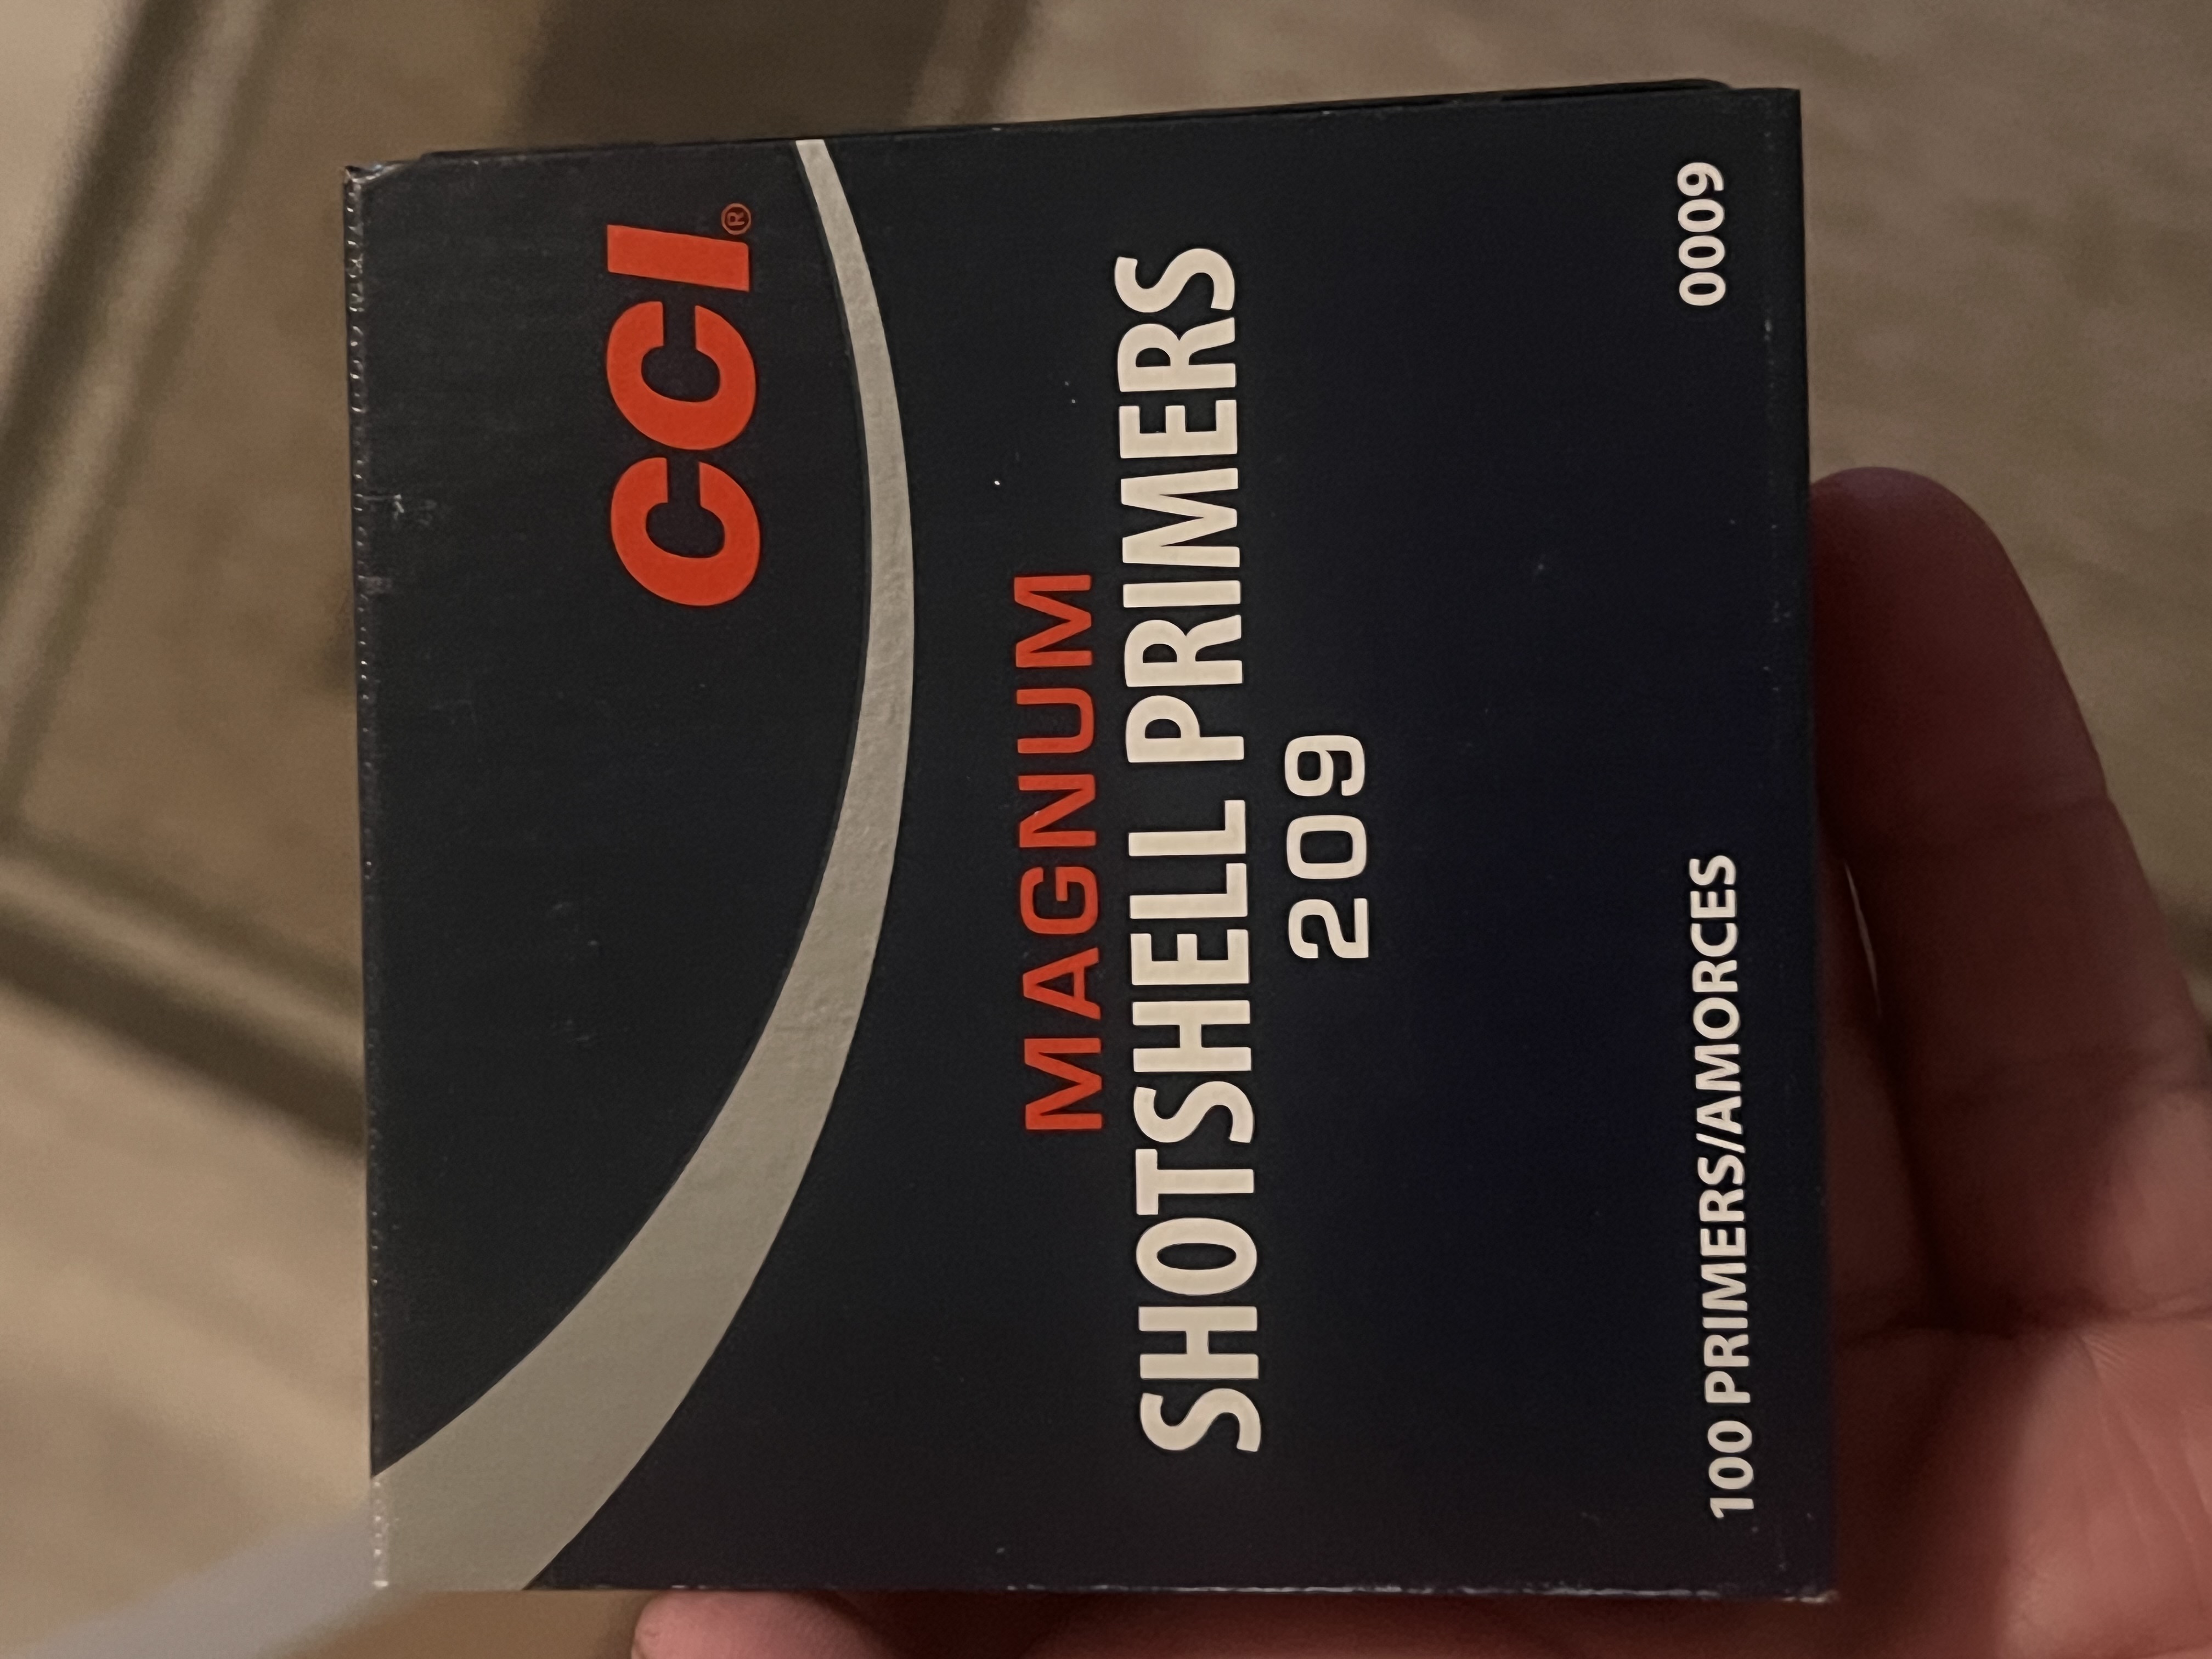 CCI®
MAGNUM
SHOTSHELL PRIMERS
209
100 PRIMERS/AMORCES 0009